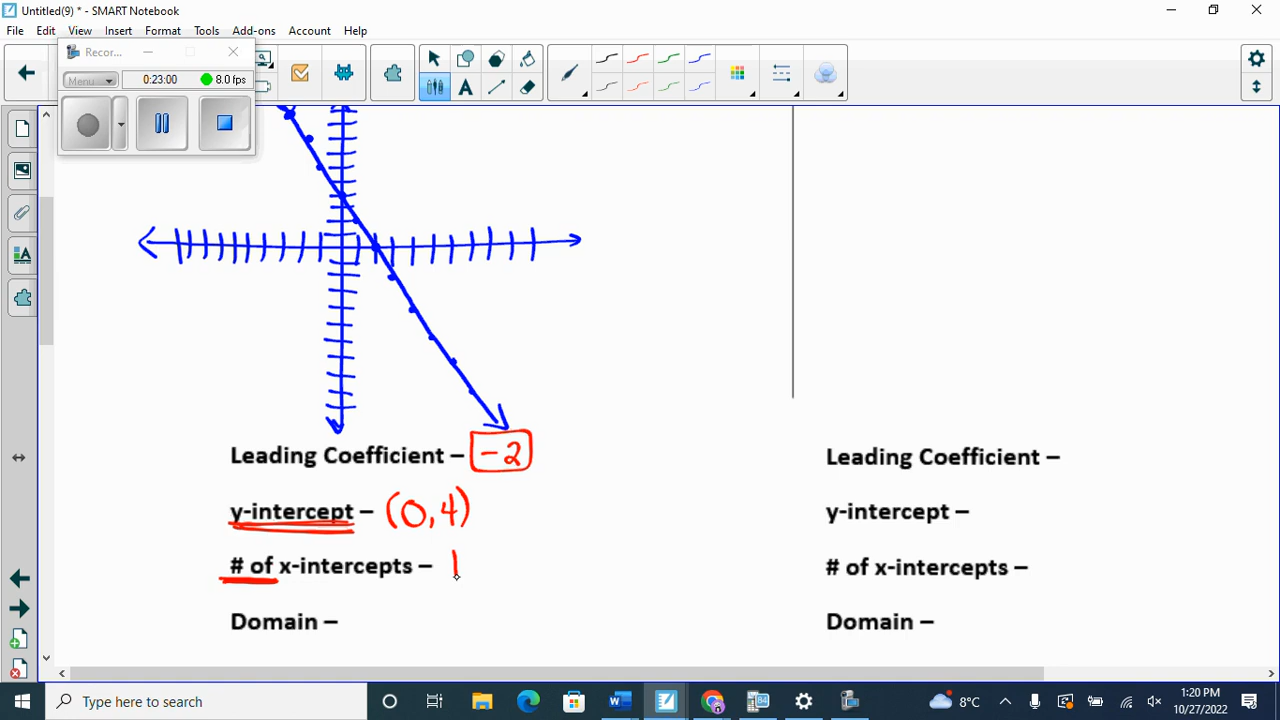 Untitled(9) * - SMART Notebook
File Edit View Insert Format Tools Add-ons Account Help
Recor...
Menu 0:23:00 8.0 fps
Leading Coefficient – -2
y-intercept – (0,4)
# of x-intercepts – 1
Domain –
Leading Coefficient –
y-intercept –
# of x-intercepts –
Domain –
Type here to search
8°C
1:20 PM
10/27/2022